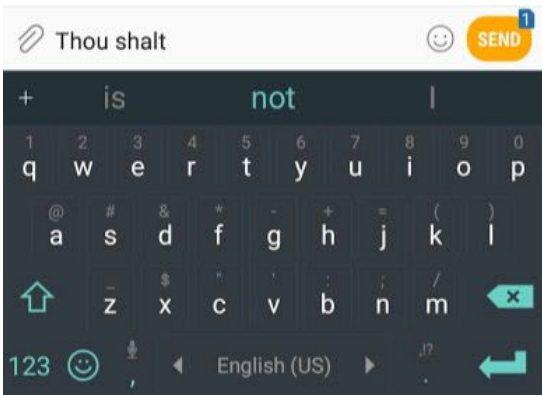 Thou shalt SEND 1
+ is not I
1 2 3 4 5 6 7 8 9 0
q w e r t y u i o p
@ # & * - + = ( )
a s d f g h j k l
_ $ " ' : ; /
z x c v b n m
,!?
123 , English (US) .